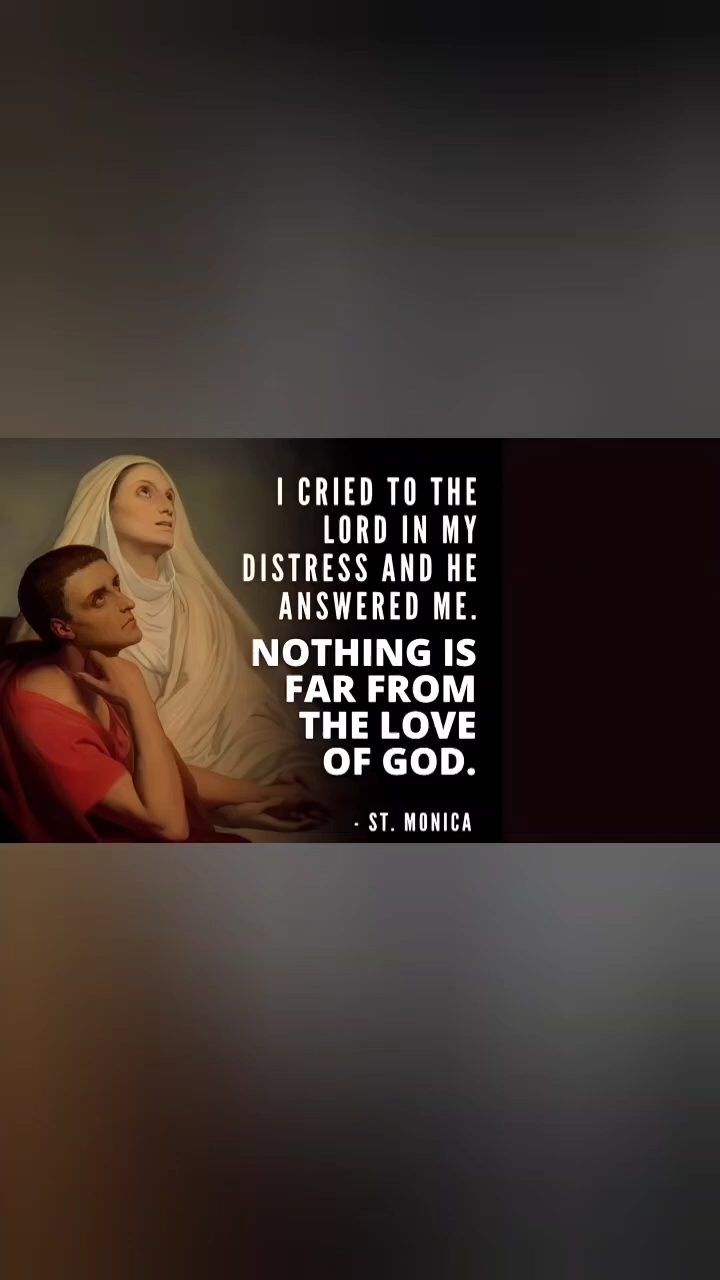 I CRIED TO THE
LORD IN MY
DISTRESS AND HE
ANSWERED ME.
NOTHING IS
FAR FROM
THE LOVE
OF GOD.
- ST. MONICA